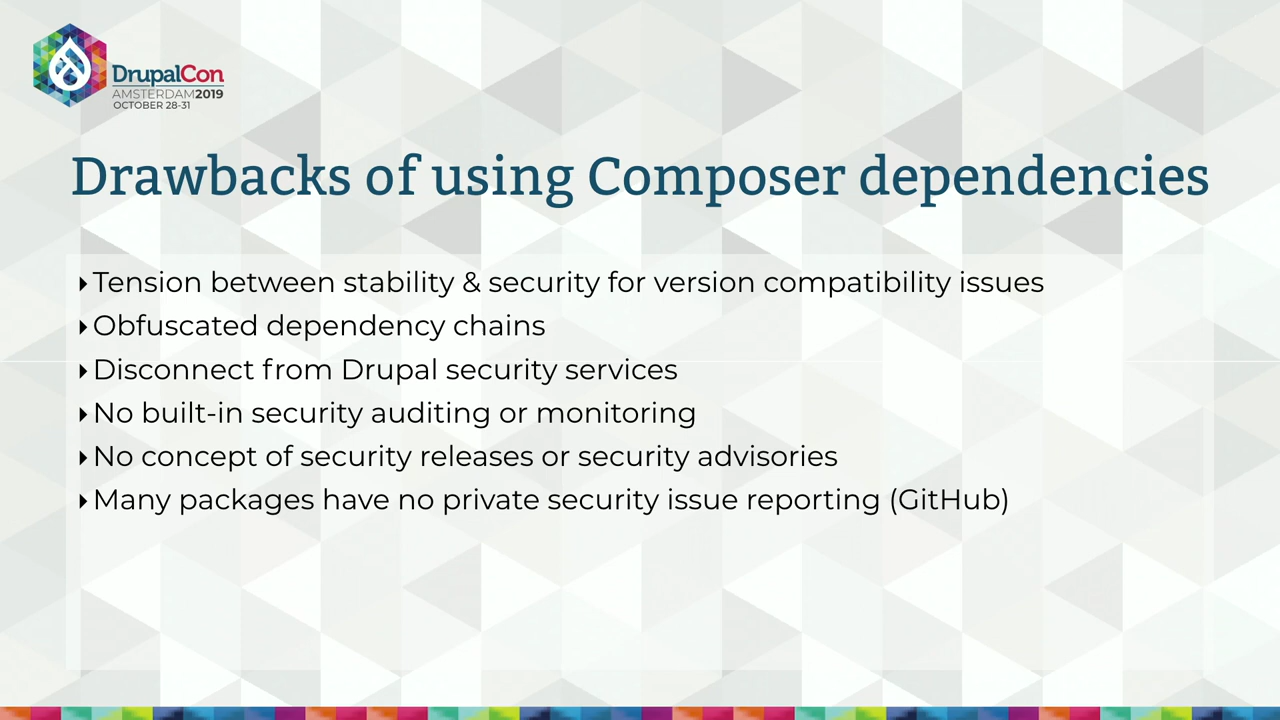 DrupalCon
AMSTERDAM2019
OCTOBER 28-31
Drawbacks of using Composer dependencies
Tension between stability & security for version compatibility issues
Obfuscated dependency chains
Disconnect from Drupal security services
No built-in security auditing or monitoring
No concept of security releases or security advisories
Many packages have no private security issue reporting (GitHub)